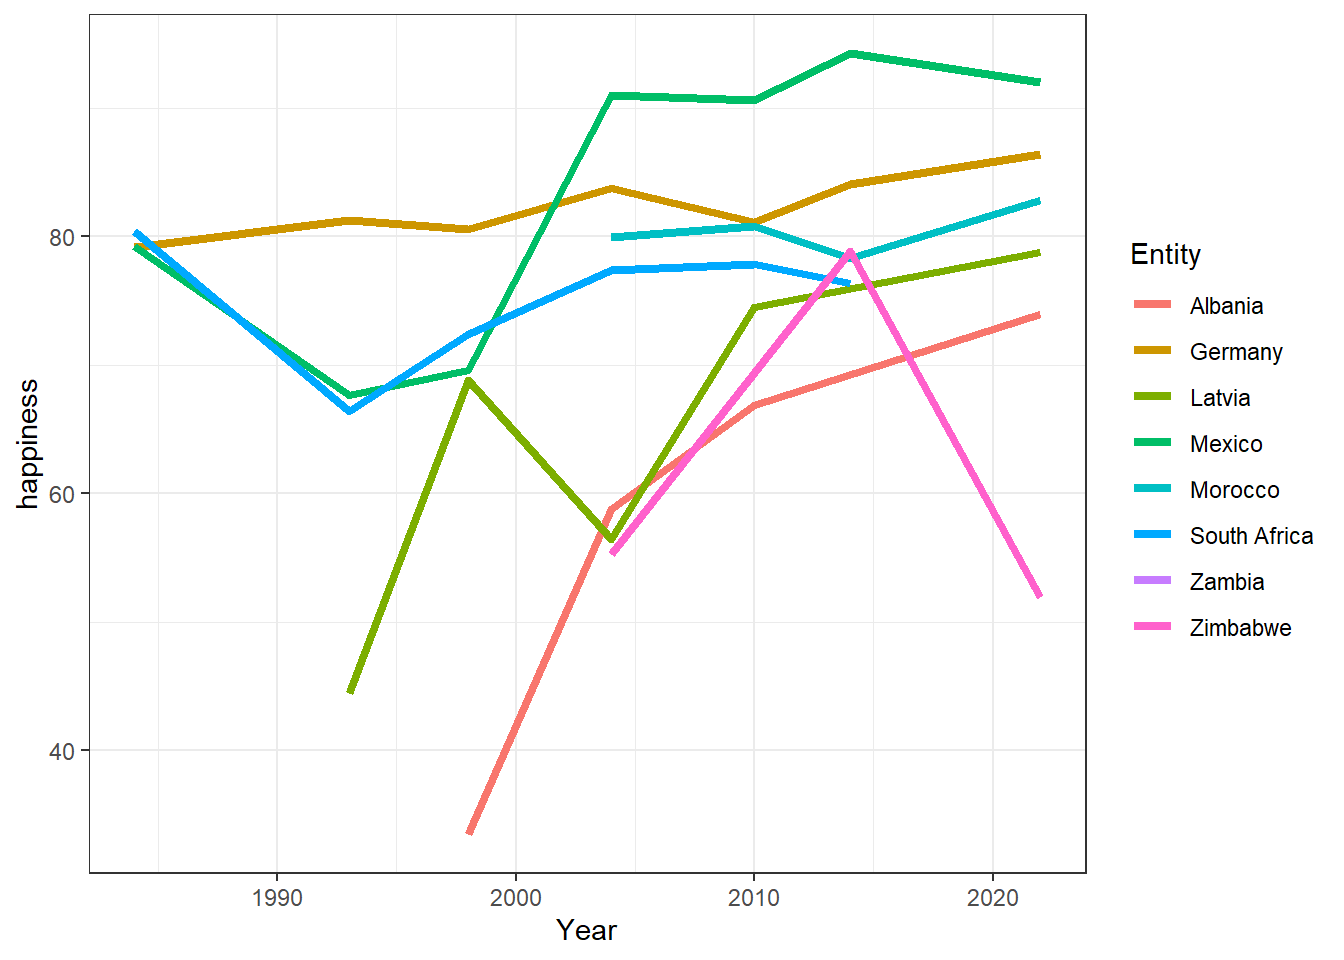 80
60
40
happiness
1990 2000 2010 2020
Year
Entity
Albania
Germany
Latvia
Mexico
Morocco
South Africa
Zambia
Zimbabwe